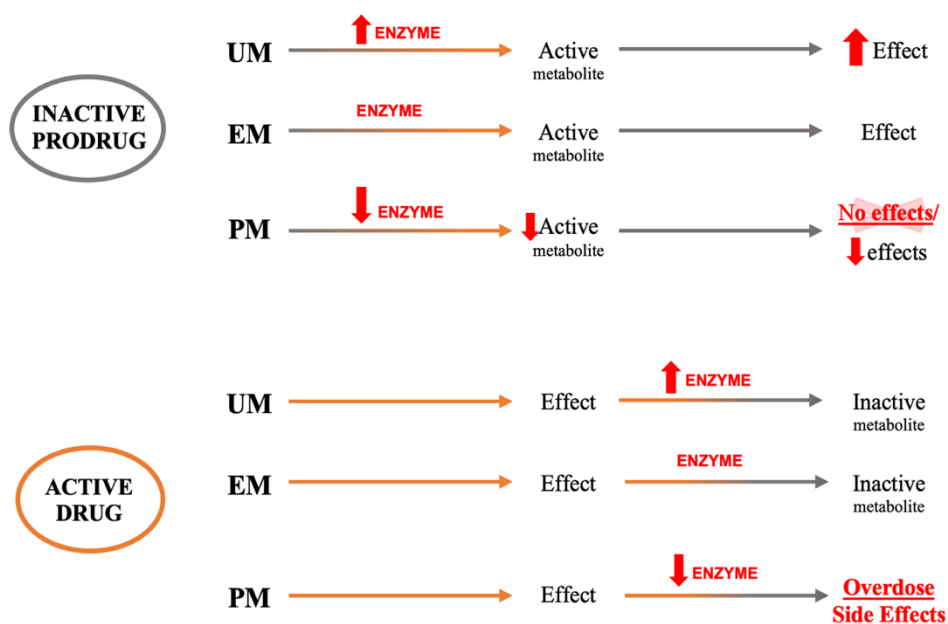 ENZYME
UM
Active
metabolite
Effect
INACTIVE
PRODRUG
ENZYME
EM
Active
metabolite
Effect
ENZYME
PM
Active
metabolite
No effects/
effects
ENZYME
UM
Effect
Inactive
metabolite
ACTIVE
DRUG
ENZYME
EM
Effect
Inactive
metabolite
ENZYME
PM
Effect
Overdose
Side Effects